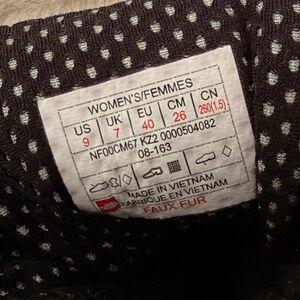 WOMEN'S/FEMMES
US UK EU CM CN
9 7 40 26 260(1.5)
NF00CM67 KZ2 0000504082
08-163
MADE IN VIETNAM
FABRIQUE EN VIETNAM
FAUX FUR